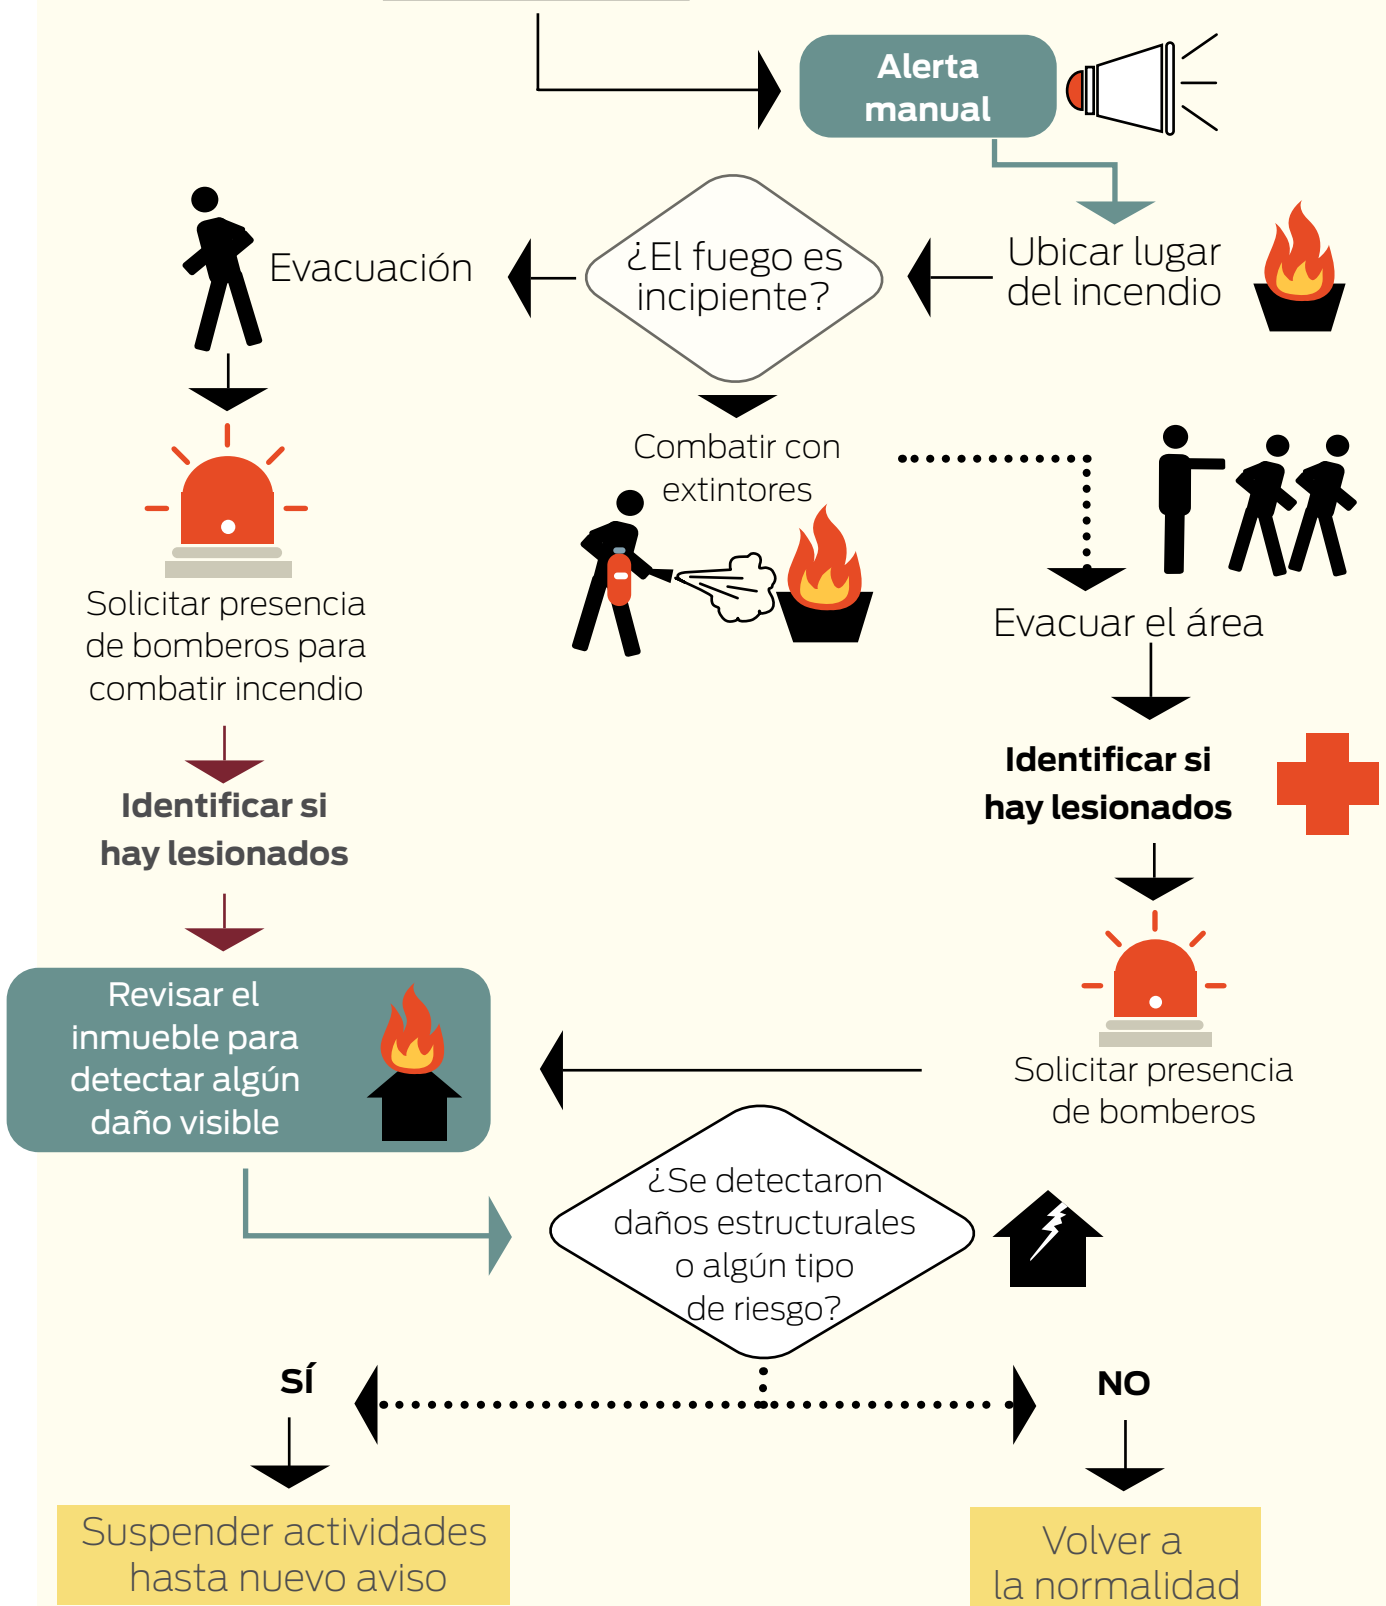 Alerta
manual
Ubicar lugar
del incendio
¿El fuego es
incipiente?
Evacuación
Combatir con
extintores
Solicitar presencia
de bomberos para
combatir incendio
Evacuar el área
Identificar si
hay lesionados
Identificar si
hay lesionados
Solicitar presencia
de bomberos
Revisar el
inmueble para
detectar algún
daño visible
¿Se detectaron
daños estructurales
o algún tipo
de riesgo?
SÍ
NO
Suspender actividades
hasta nuevo aviso
Volver a
la normalidad